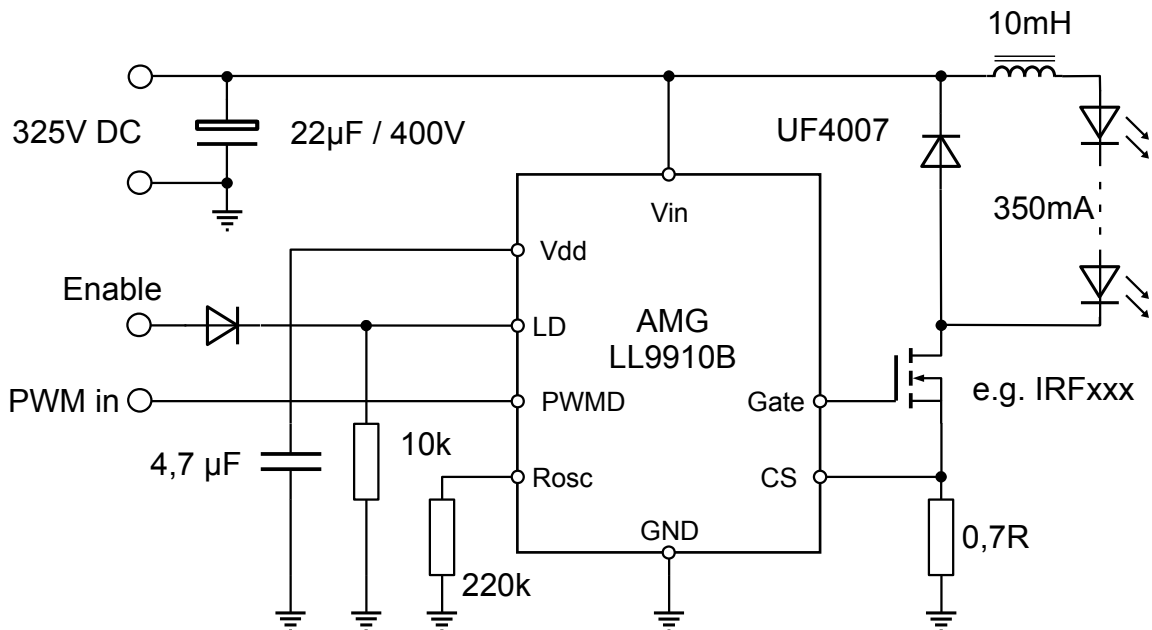 10mH
325V DC
22µF / 400V
UF4007
Vin
350mA
Vdd
Enable
LD
AMG
LL9910B
PWM in
PWMD
Gate
e.g. IRFxxx
4,7 µF
10k
Rosc
CS
GND
0,7R
220k